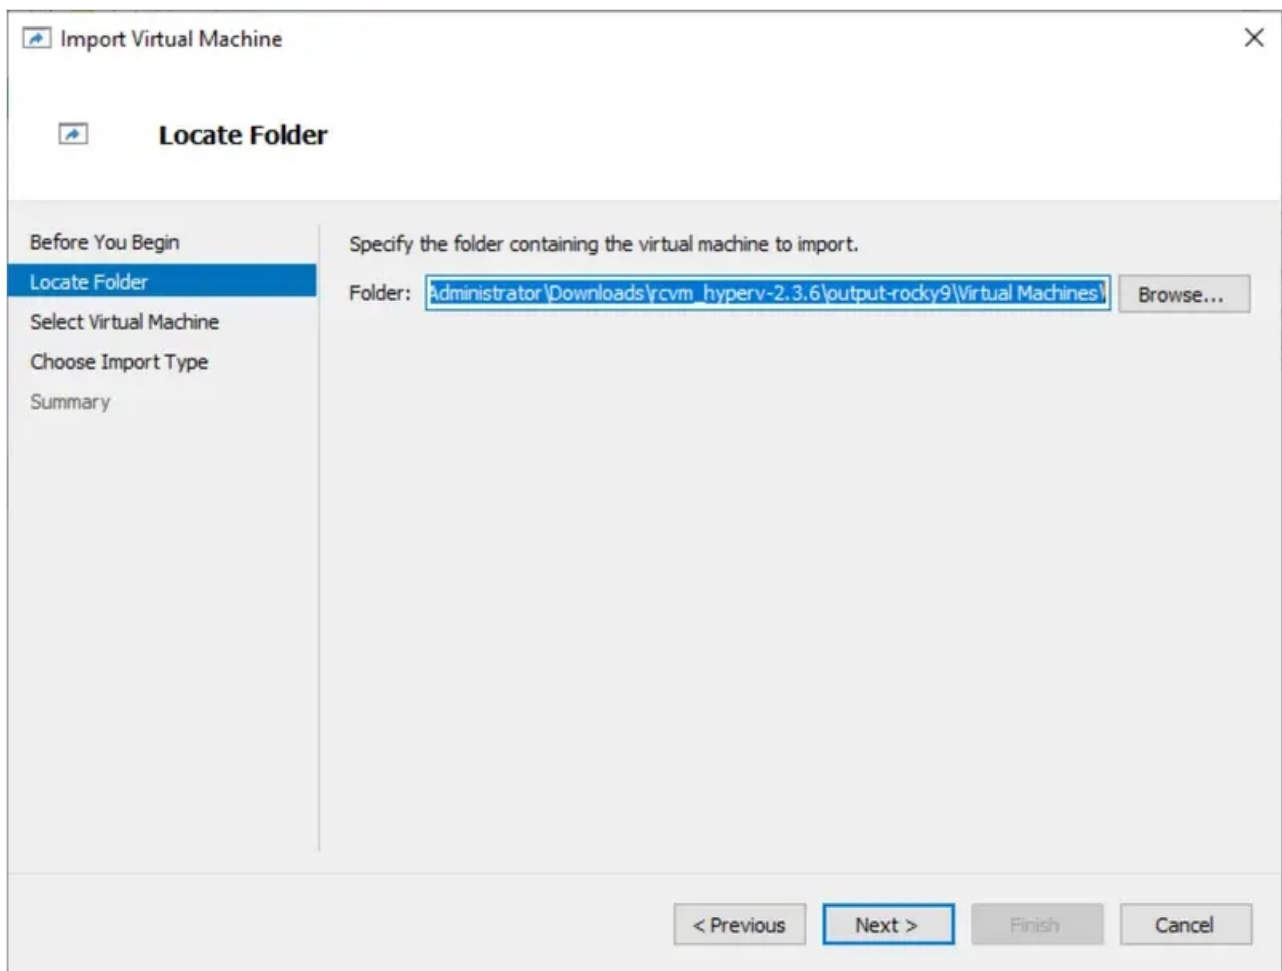 Import Virtual Machine
Locate Folder
Before You Begin
Locate Folder
Select Virtual Machine
Choose Import Type
Summary
Specify the folder containing the virtual machine to import.
Folder: Administrator\Downloads\rcvm_hyperv-2.3.6\output-rocky9\Virtual Machines\ Browse...
< Previous Next > Finish Cancel